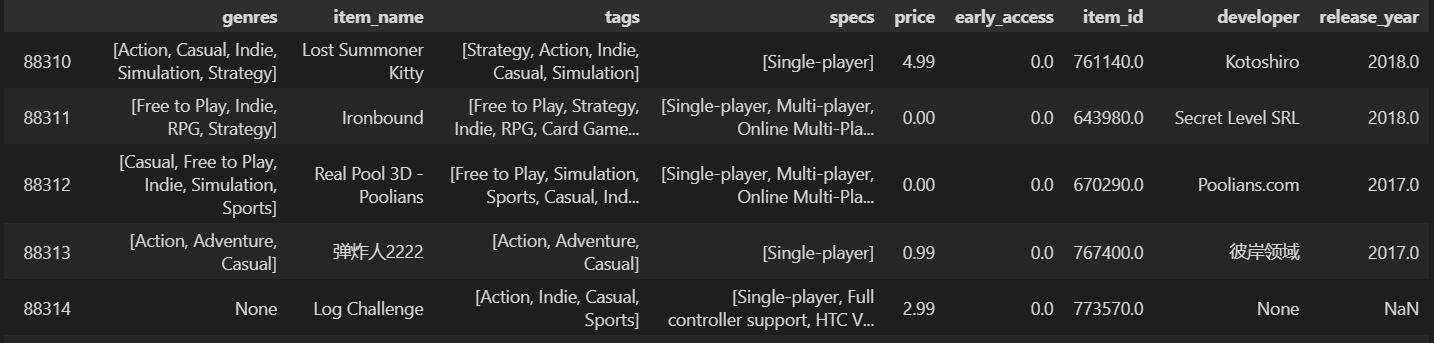 genres item_name tags specs price early_access item_id developer release_year
88310 [Action, Casual, Indie, Simulation, Strategy] Lost Summoner Kitty [Strategy, Action, Indie, Casual, Simulation] [Single-player] 4.99 0.0 761140.0 Kotoshiro 2018.0
88311 [Free to Play, Indie, RPG, Strategy] Ironbound [Free to Play, Strategy, Indie, RPG, Card Game... [Single-player, Multi-player, Online Multi-Pla... 0.00 0.0 643980.0 Secret Level SRL 2018.0
88312 [Casual, Free to Play, Indie, Simulation, Sports] Real Pool 3D - Poolians [Free to Play, Simulation, Sports, Casual, Ind... [Single-player, Multi-player, Online Multi-Pla... 0.00 0.0 670290.0 Poolians.com 2017.0
88313 [Action, Adventure, Casual] 弹炸人2222 [Action, Adventure, Casual] [Single-player] 0.99 0.0 767400.0 彼岸领域 2017.0
88314 None Log Challenge [Action, Indie, Casual, Sports] [Single-player, Full controller support, HTC V... 2.99 0.0 773570.0 None NaN